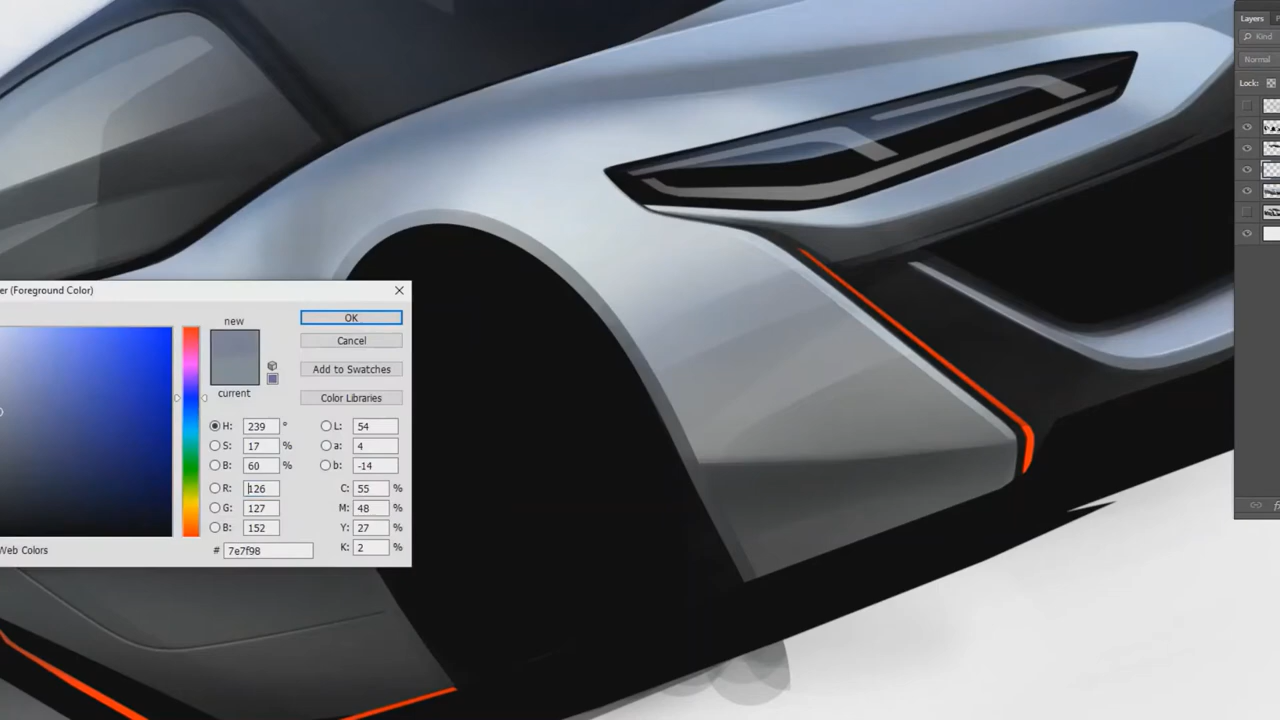 Layers
Kind
Normal
Lock:
er (Foreground Color)
new
OK
Cancel
current
Add to Swatches
Color Libraries
H: 239 ° L: 54
S: 17 % a: 4
B: 60 % b: -14
R: 126 C: 55 %
G: 127 M: 48 %
B: 152 Y: 27 %
# 7e7f98 K: 2 %
Web Colors